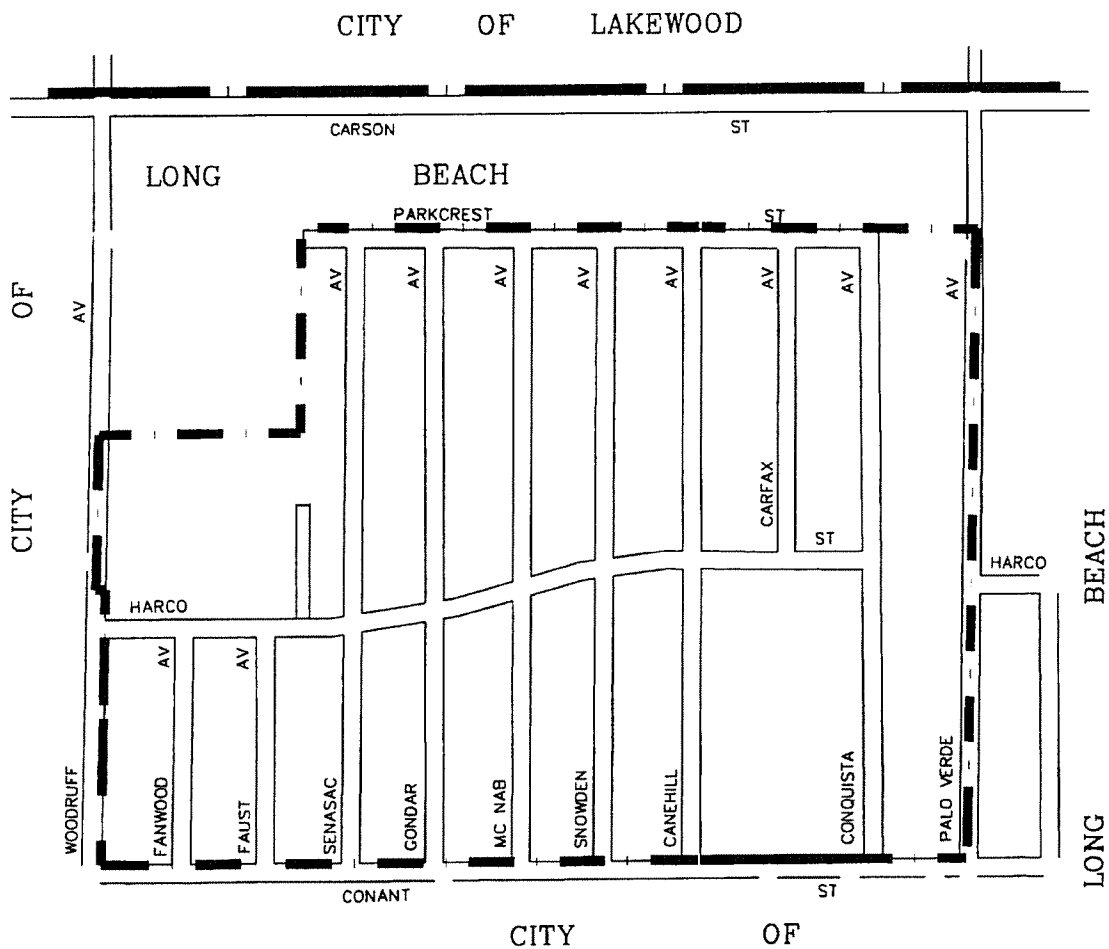 CITY OF LAKEWOOD
CARSON ST
LONG BEACH
PARKCREST ST
AV
AV
AV
AV
AV
AV
AV
AV
AV
CITY OF
CARFAX
ST
HARCO
HARCO
AV
AV
WOODRUFF
FANWOOD
FAUST
SENASAC
GONDAR
MC NAB
SNOWDEN
CANEHILL
CONQUISTA
PALO VERDE
LONG BEACH
CONANT ST
CITY OF